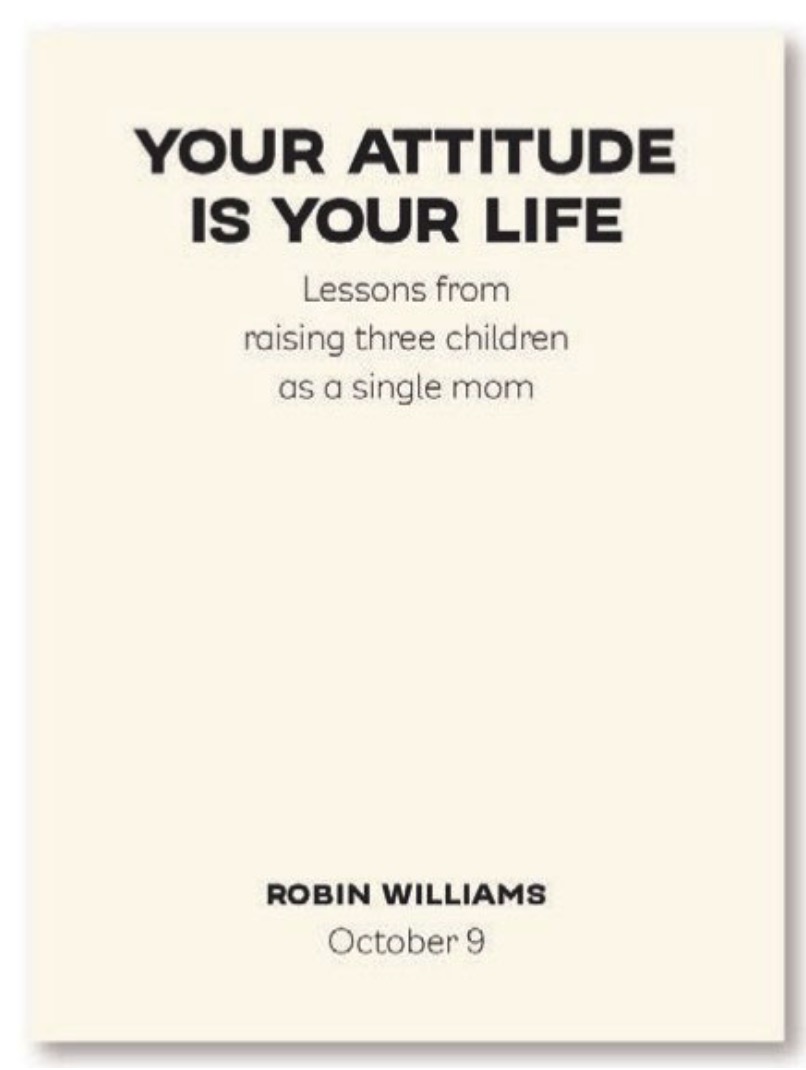 YOUR ATTITUDE
IS YOUR LIFE
Lessons from
raising three children
as a single mom
ROBIN WILLIAMS
October 9